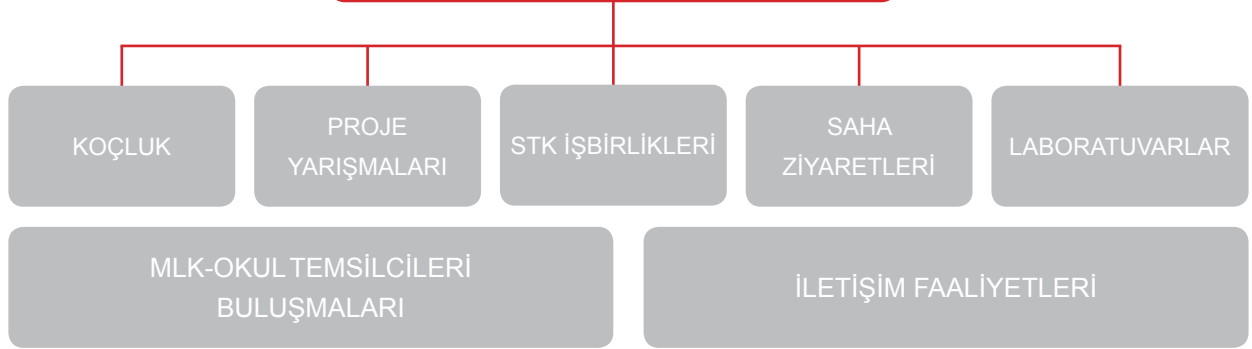 KOÇLUK
PROJE
YARIŞMALARI
STK İŞBİRLİKLERİ
SAHA
ZİYARETLERİ
LABORATUVARLAR
MLK-OKUL TEMSİLCİLERİ
BULUŞMALARI
İLETİŞİM FAALİYETLERİ